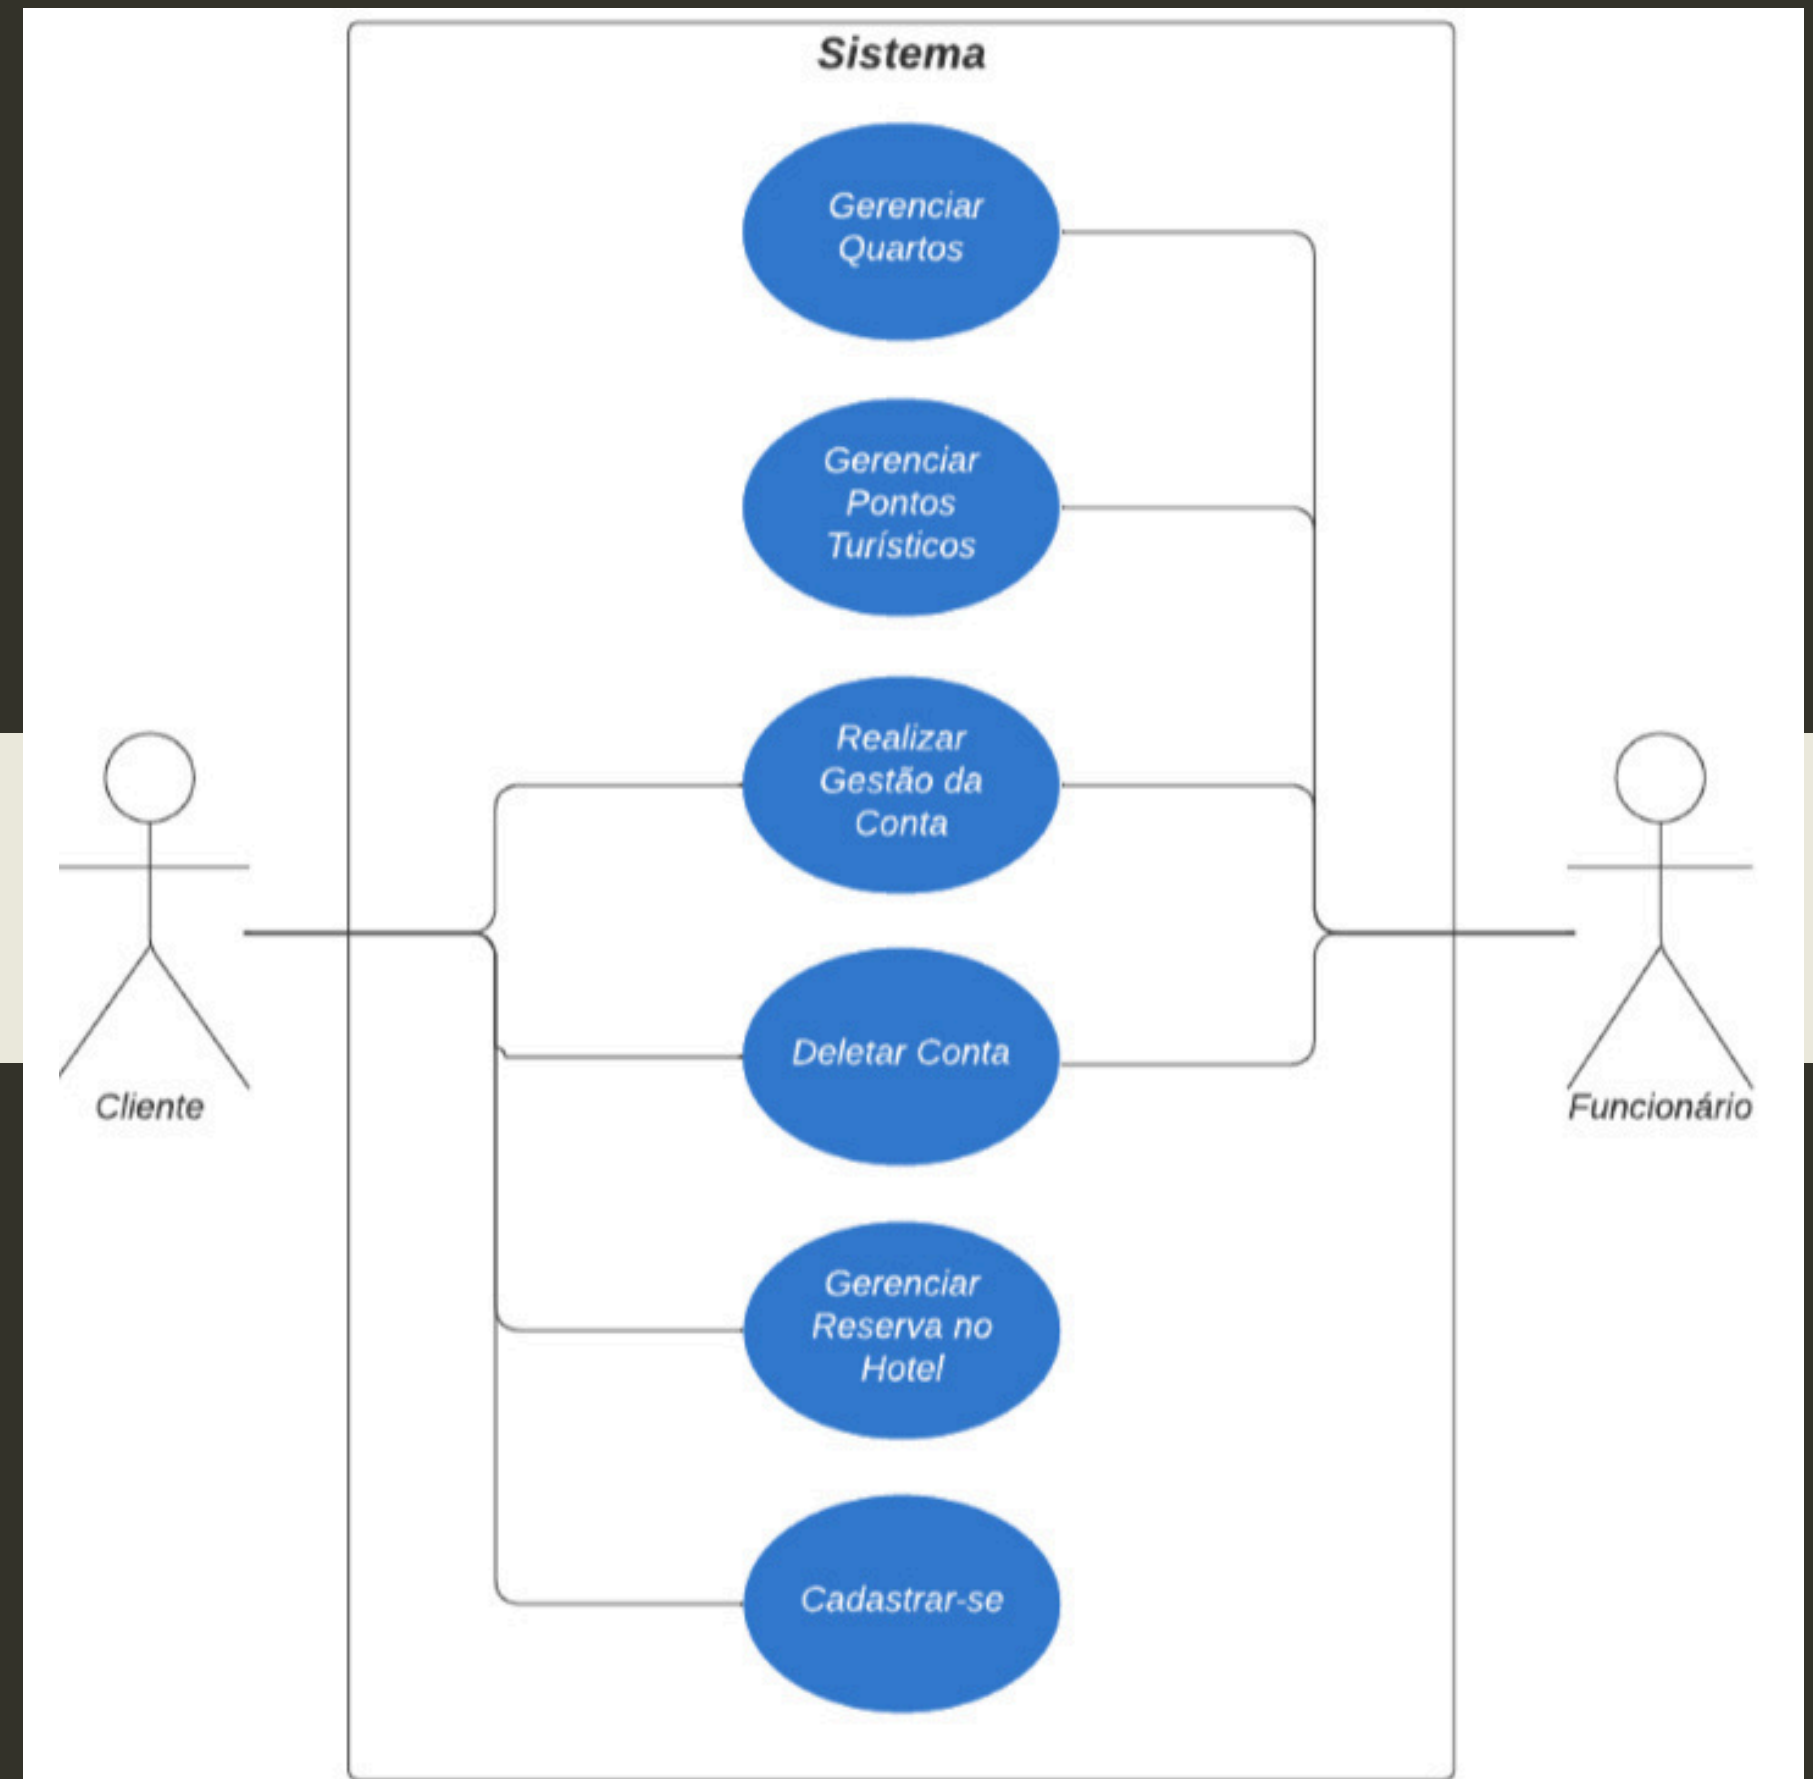 Sistema
Gerenciar
Quartos
Gerenciar
Pontos
Turísticos
Realizar
Gestão da
Conta
Deletar Conta
Cliente
Funcionário
Gerenciar
Reserva no
Hotel
Cadastrar-se